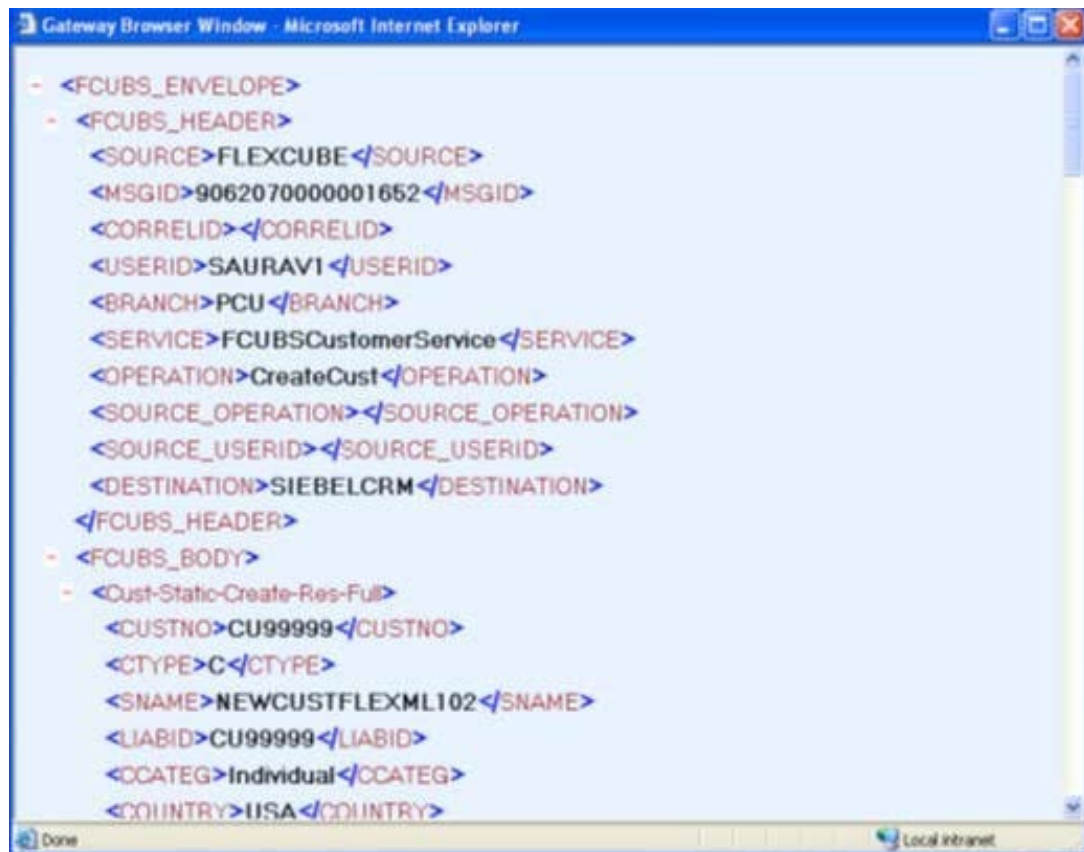 Gateway Browser Window - Microsoft Internet Explorer
- <FCUBS_ENVELOPE>
- <FCUBS_HEADER>
<SOURCE>FLEXCUBE</SOURCE>
<MSGID>9062070000001652</MSGID>
<CORRELID></CORRELID>
<USERID>SAURAV1</USERID>
<BRANCH>PCU</BRANCH>
<SERVICE>FCUBSCustomerService</SERVICE>
<OPERATION>CreateCust</OPERATION>
<SOURCE_OPERATION></SOURCE_OPERATION>
<SOURCE_USERID></SOURCE_USERID>
<DESTINATION>SIEBELCRM</DESTINATION>
</FCUBS_HEADER>
- <FCUBS_BODY>
- <Cust-Static-Create-Res-Full>
<CUSTNO>CU99999</CUSTNO>
<CTYPE>C</CTYPE>
<SNAME>NEWCUSTFLEXML102</SNAME>
<LIABID>CU99999</LIABID>
<CCATEG>Individual</CCATEG>
<COUNTRY>USA</COUNTRY>
Done Local intranet